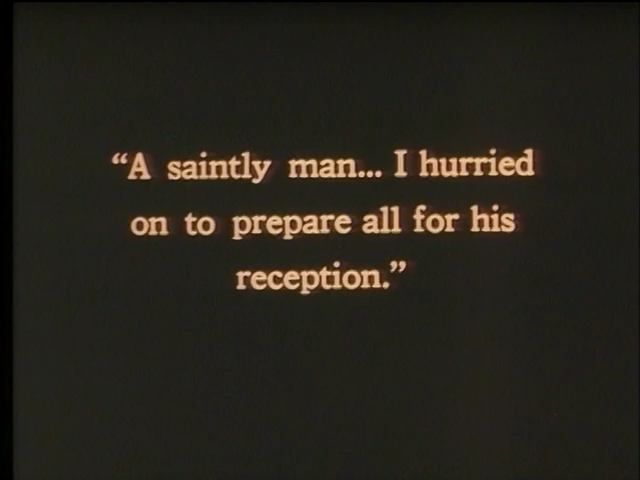 “A saintly man... I hurried
on to prepare all for his
reception.”